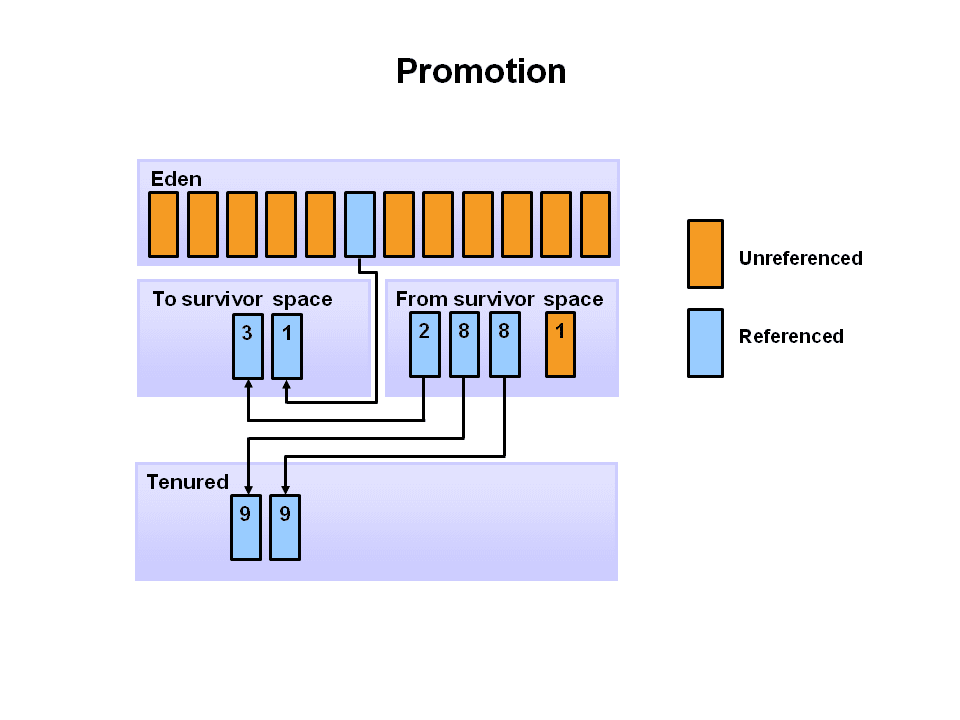 Promotion
Eden
To survivor space
From survivor space
3 1
2 8 8 1
Tenured
9 9
Unreferenced
Referenced